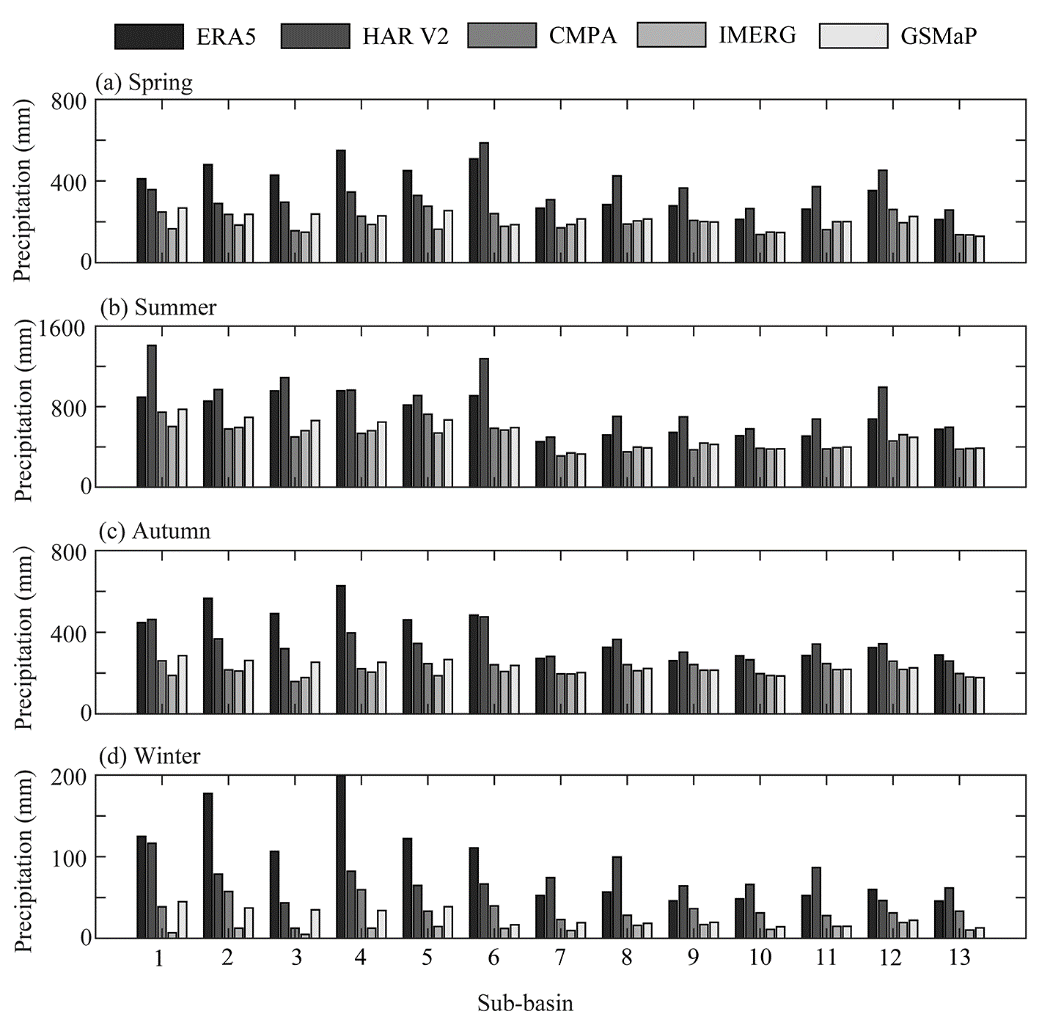 ERA5 HAR V2 CMPA IMERG GSMaP
(a) Spring
Precipitation (mm)
800
400
0
(b) Summer
Precipitation (mm)
1600
800
0
(c) Autumn
Precipitation (mm)
800
400
0
(d) Winter
Precipitation (mm)
200
100
0
1 2 3 4 5 6 7 8 9 10 11 12 13
Sub-basin